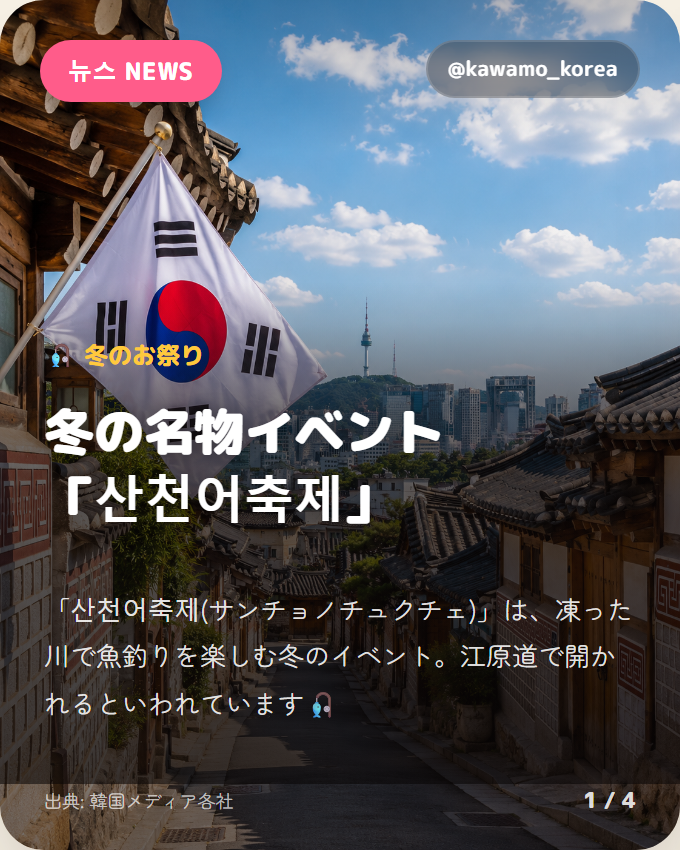 뉴스 NEWS
@kawamo_korea
🎣 冬のお祭り
冬の名物イベント
「산천어축제」
「산천어축제(サンチョノチュクチェ)」は、凍った
川で魚釣りを楽しむ冬のイベント。江原道で開か
れるといわれています🎣
出典: 韓国メディア各社
1 / 4